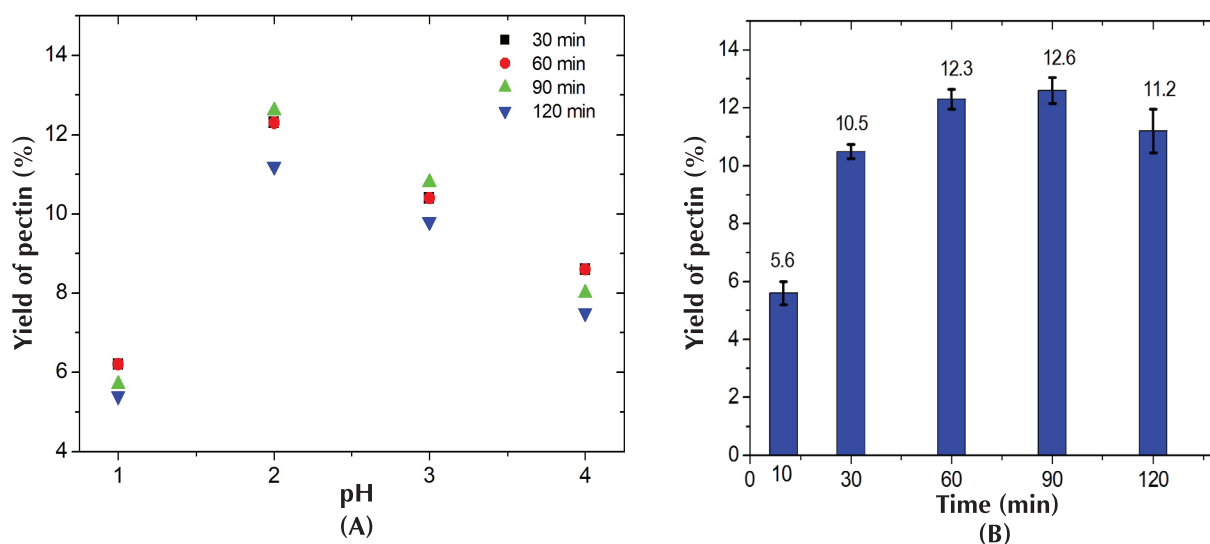 14
12
10
8
6
4
Yield of pectin (%)
30 min
60 min
90 min
120 min
1 2 3 4
pH
(A)
14
12
10
8
6
4
2
0
Yield of pectin (%)
5.6
10.5
12.3
12.6
11.2
0 10 30 60 90 120
Time (min)
(B)